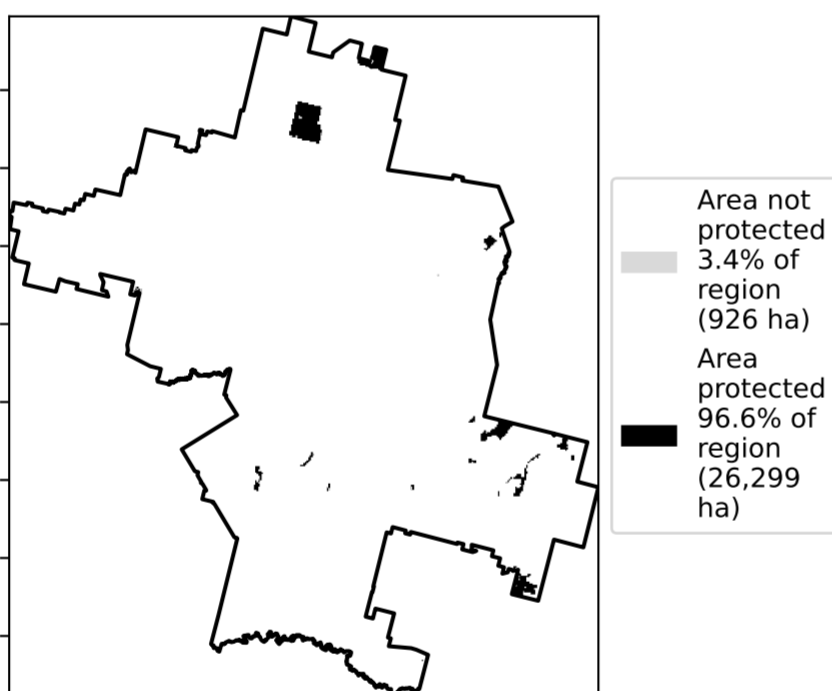 Area not
protected
3.4% of
region
(926 ha)
Area
protected
96.6% of
region
(26,299
ha)